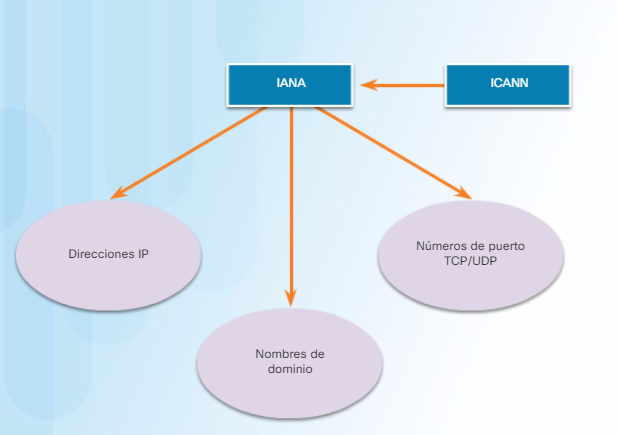 IANA
ICANN
Direcciones IP
Números de puerto
TCP/UDP
Nombres de
dominio